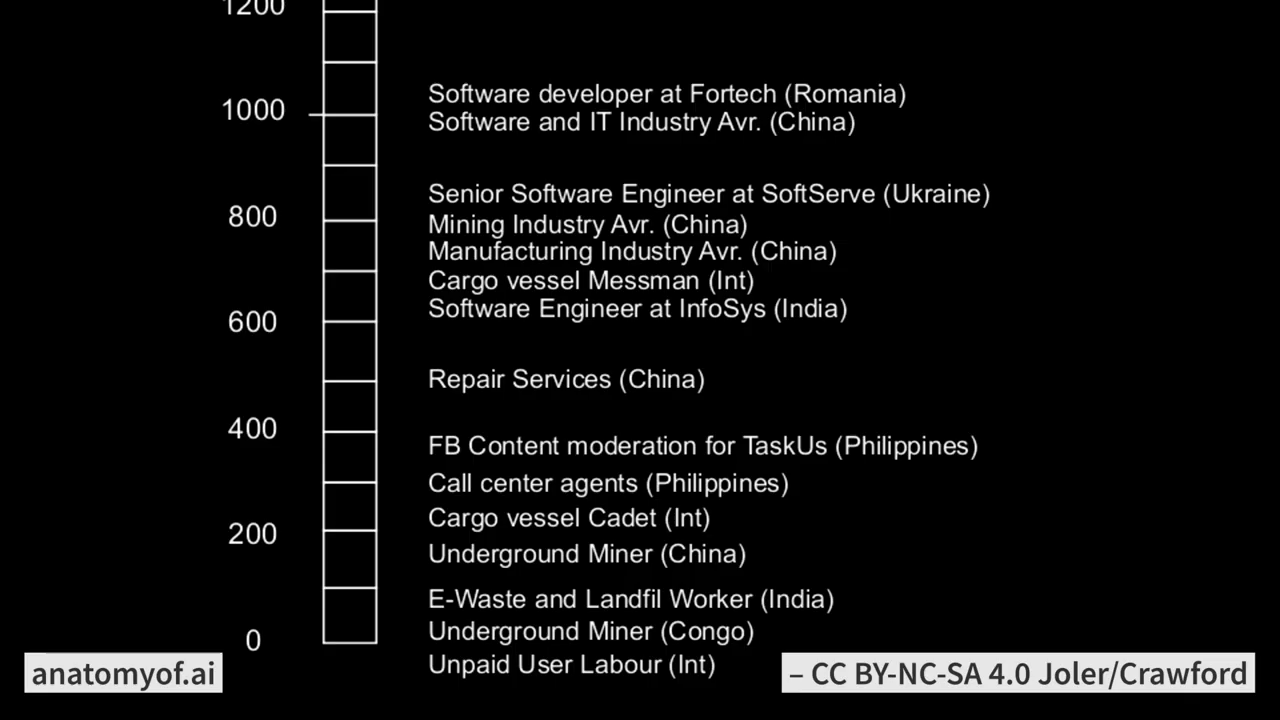 1200
Software developer at Fortech (Romania)
1000
Software and IT Industry Avr. (China)
Senior Software Engineer at SoftServe (Ukraine)
800
Mining Industry Avr. (China)
Manufacturing Industry Avr. (China)
Cargo vessel Messman (Int)
Software Engineer at InfoSys (India)
600
Repair Services (China)
400
FB Content moderation for TaskUs (Philippines)
Call center agents (Philippines)
Cargo vessel Cadet (Int)
200
Underground Miner (China)
E-Waste and Landfil Worker (India)
Underground Miner (Congo)
0
Unpaid User Labour (Int)
anatomyof.ai
– CC BY-NC-SA 4.0 Joler/Crawford